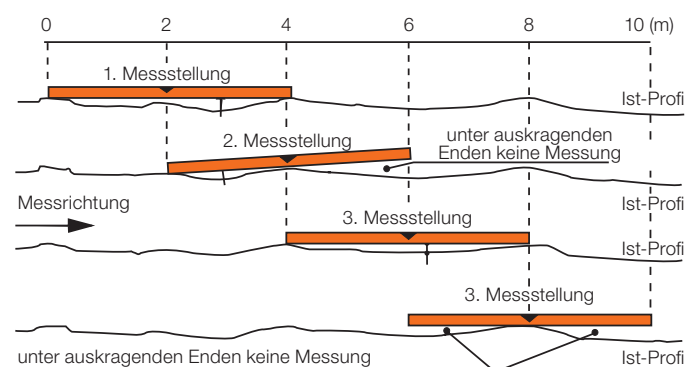 0 2 4 6 8 10 (m)
1. Messstellung
Ist-Profi
2. Messstellung
unter auskragenden
Enden keine Messung
Ist-Profi
Messrichtung
3. Messstellung
Ist-Profi
3. Messstellung
unter auskragenden Enden keine Messung
Ist-Profi